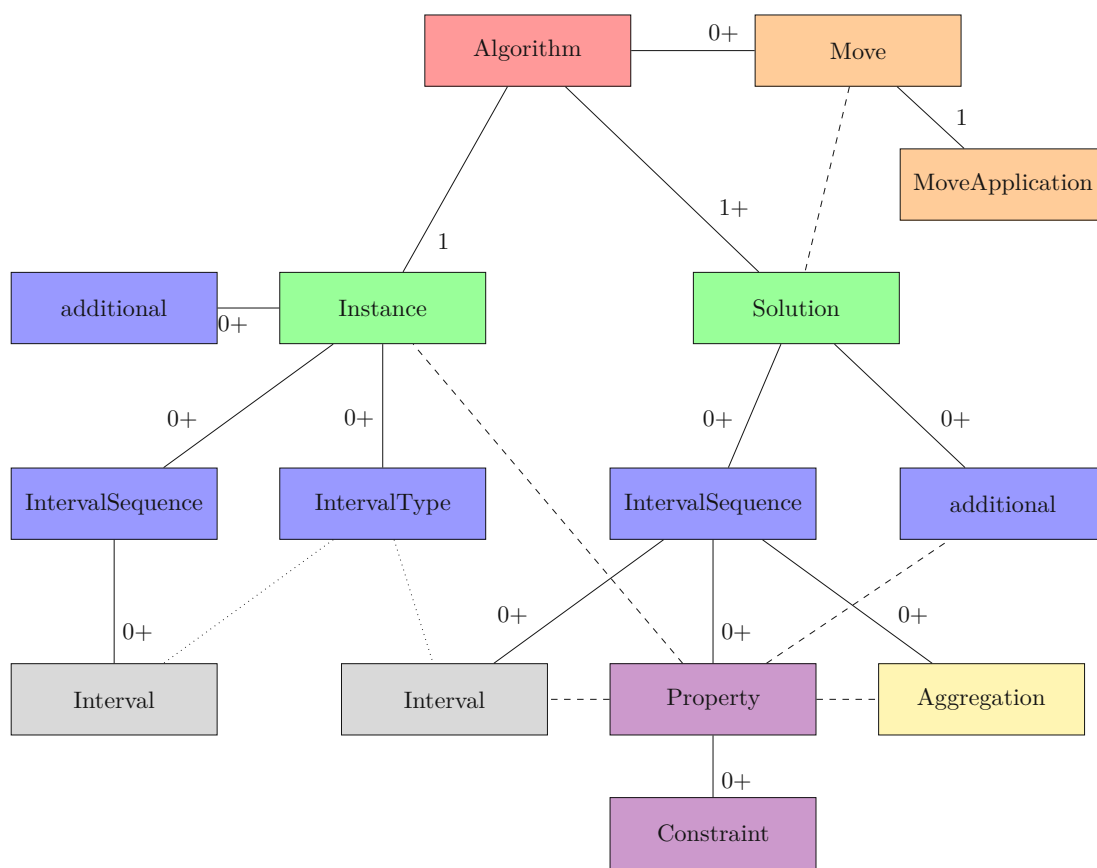 Algorithm
0+
Move
1
MoveApplication
1+
1
additional
0+
Instance
Solution
0+
0+
0+
0+
IntervalSequence
IntervalType
IntervalSequence
additional
0+
0+
0+
0+
Interval
Interval
Property
Aggregation
0+
Constraint